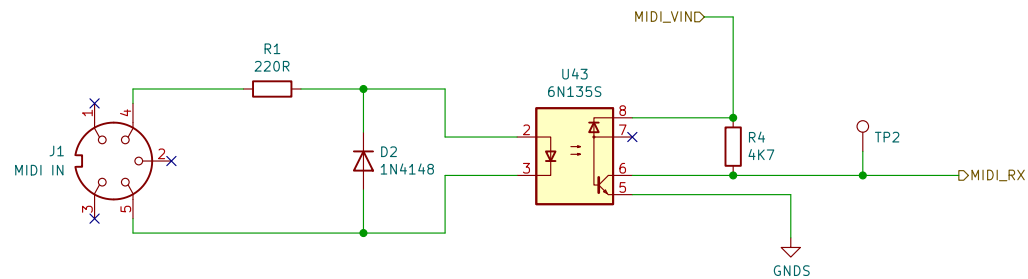 MIDI_VIN
R1
220R
U43
6N135S
1
4
8
2
7
R4
4K7
TP2
J1
MIDI IN
2
D2
1N4148
3
6
MIDI_RX
5
3
5
GNDS